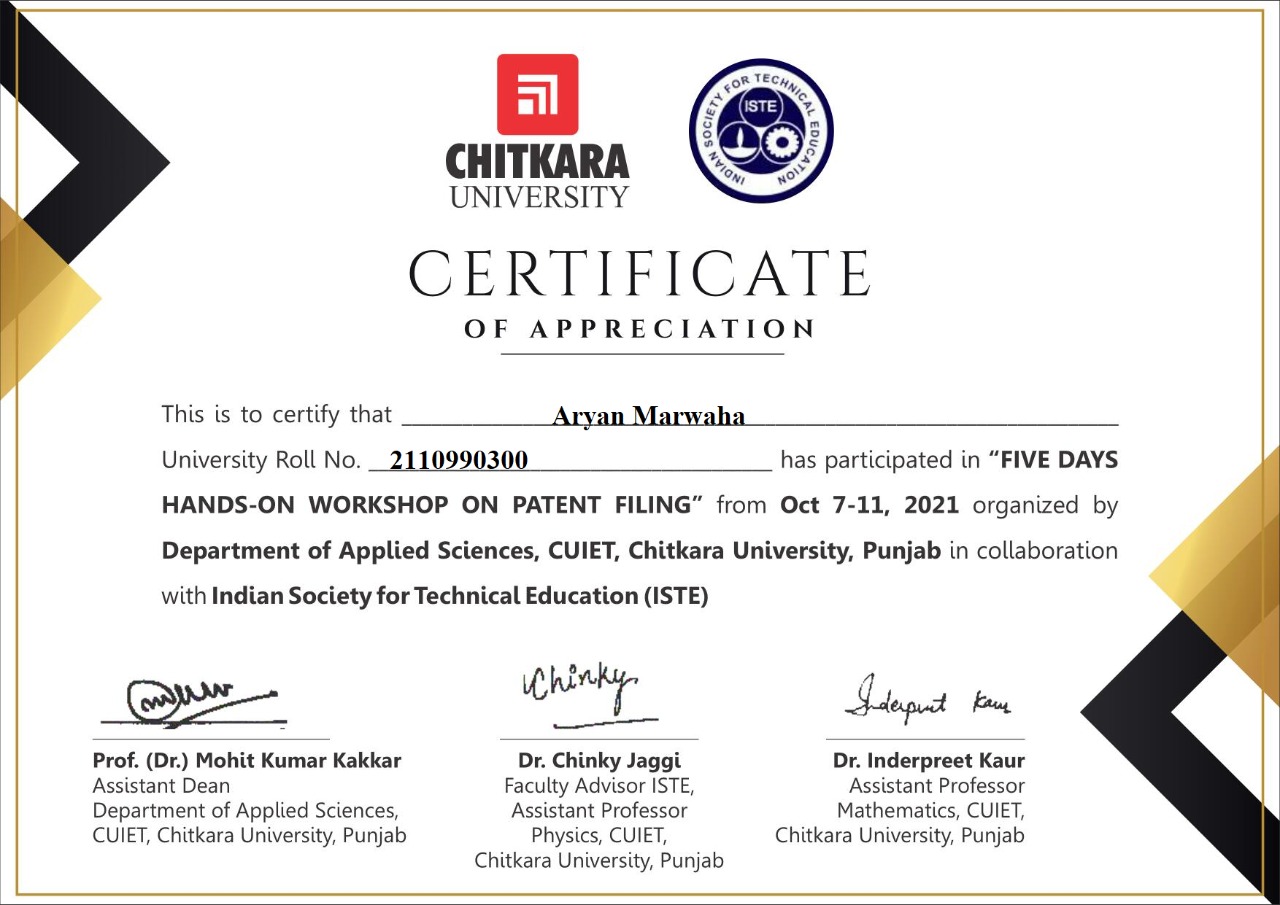 CHITKARA
UNIVERSITY
INDIAN SOCIETY FOR TECHNICAL EDUCATION
ISTE
CERTIFICATE
OF APPRECIATION
This is to certify that Aryan Marwaha
University Roll No. 2110990300 has participated in “FIVE DAYS
HANDS-ON WORKSHOP ON PATENT FILING” from Oct 7-11, 2021 organized by
Department of Applied Sciences, CUIET, Chitkara University, Punjab in collaboration
with Indian Society for Technical Education (ISTE)
Chinky
Inderpreet Kaur
Prof. (Dr.) Mohit Kumar Kakkar
Assistant Dean
Department of Applied Sciences,
CUIET, Chitkara University, Punjab
Dr. Chinky Jaggi
Faculty Advisor ISTE,
Assistant Professor
Physics, CUIET,
Chitkara University, Punjab
Dr. Inderpreet Kaur
Assistant Professor
Mathematics, CUIET,
Chitkara University, Punjab